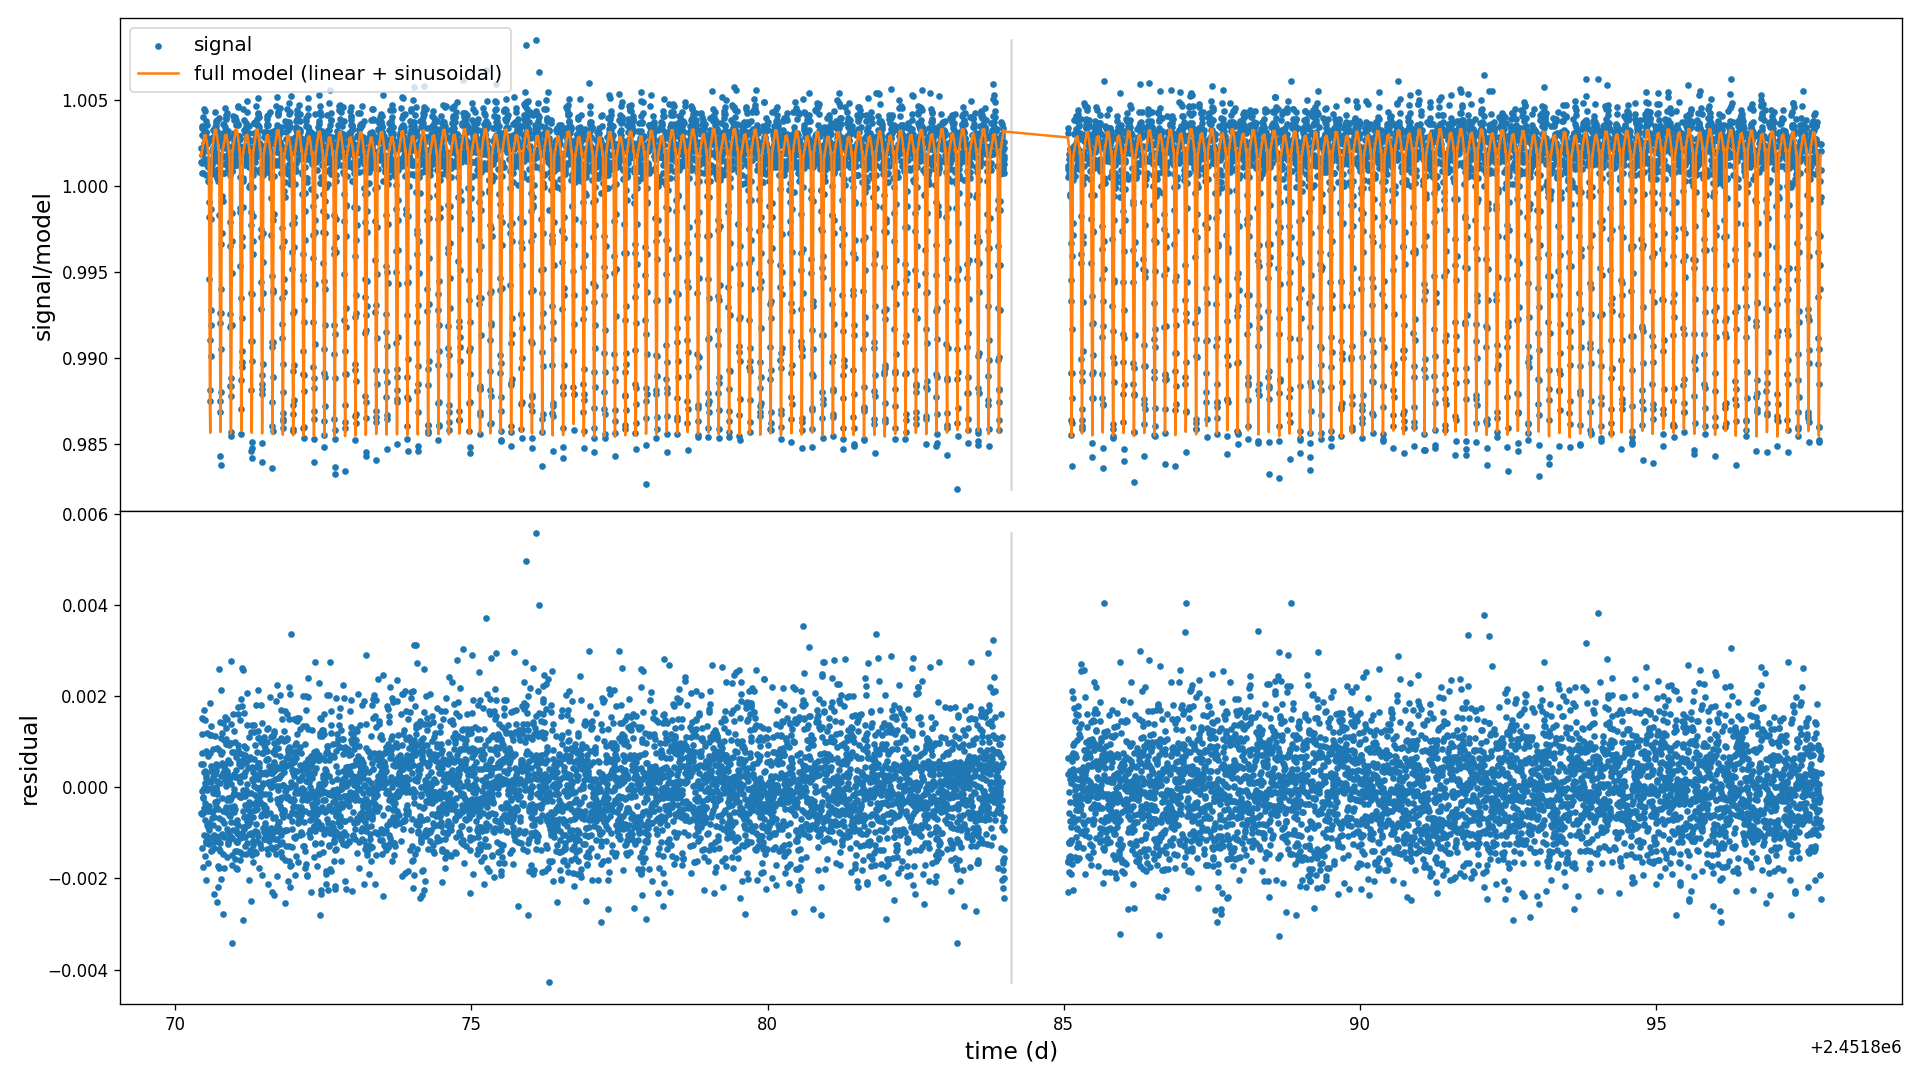 signal
full model (linear + sinusoidal)
signal/model
1.005
1.000
0.995
0.990
0.985
residual
0.006
0.004
0.002
0.000
−0.002
−0.004
70
75
80
85
90
95
time (d)
+2.4518e6